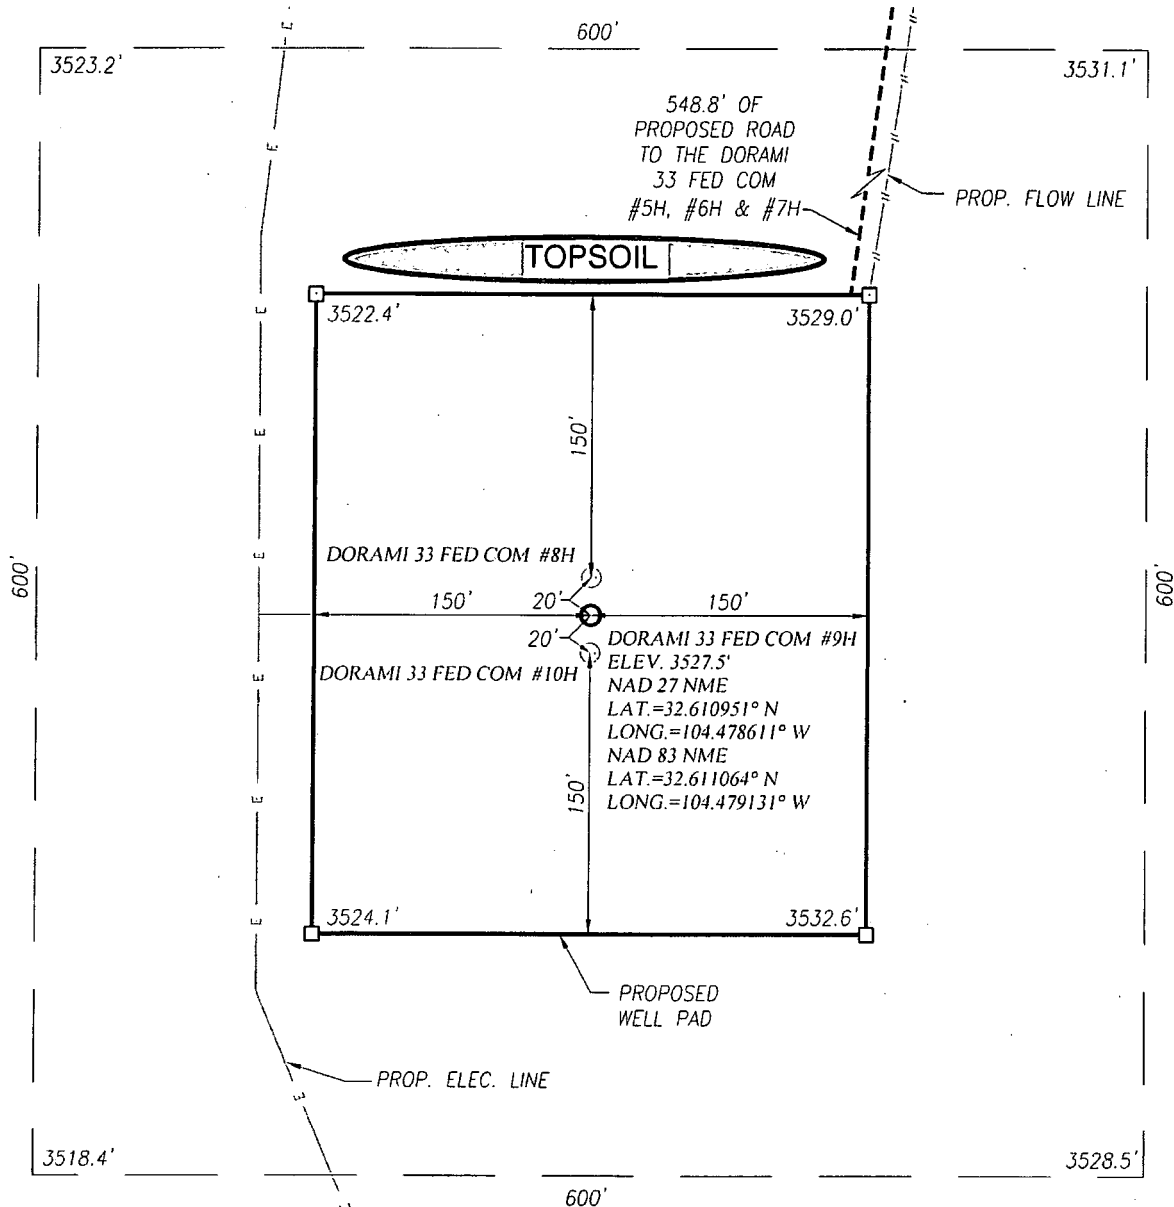 600'
3523.2'
3531.1'
548.8' OF
PROPOSED ROAD
TO THE DORAMI
33 FED COM
#5H, #6H & #7H
PROP. FLOW LINE
TOPSOIL
3522.4'
3529.0'
150'
DORAMI 33 FED COM #8H
600'
600'
150'
20'
150'
20'
DORAMI 33 FED COM #9H
DORAMI 33 FED COM #10H
ELEV. 3527.5'
NAD 27 NME
LAT.=32.610951° N
LONG.=104.478611° W
NAD 83 NME
LAT.=32.611064° N
LONG.=104.479131° W
150'
3524.1'
3532.6'
PROPOSED
WELL PAD
PROP. ELEC. LINE
3518.4'
3528.5'
600'
E
E
E
E
E
E
E
E
E
E